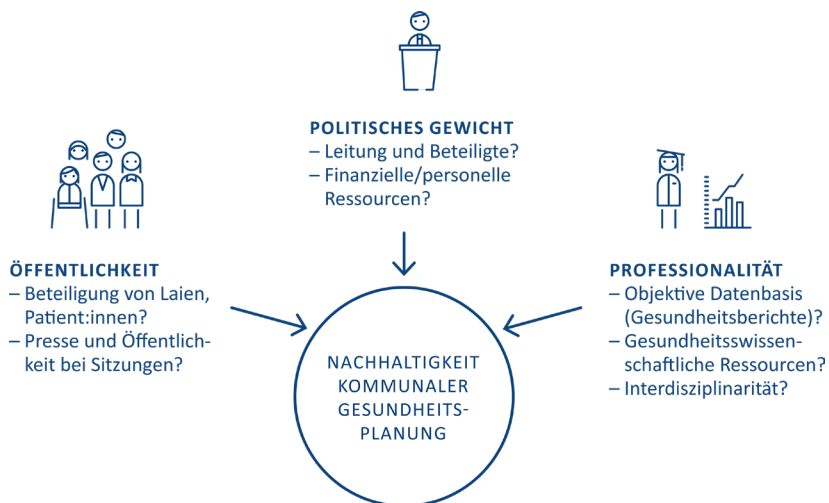 POLITISCHES GEWICHT
– Leitung und Beteiligte?
– Finanzielle/personelle
Ressourcen?
ÖFFENTLICHKEIT
– Beteiligung von Laien,
Patient:innen?
– Presse und Öffentlich-
keit bei Sitzungen?
PROFESSIONALITÄT
– Objektive Datenbasis
(Gesundheitsberichte)?
– Gesundheitsswissen-
schaftliche Ressourcen?
– Interdisziplinarität?
NACHHALTIGKEIT
KOMMUNALER
GESUNDHEITS-
PLANUNG